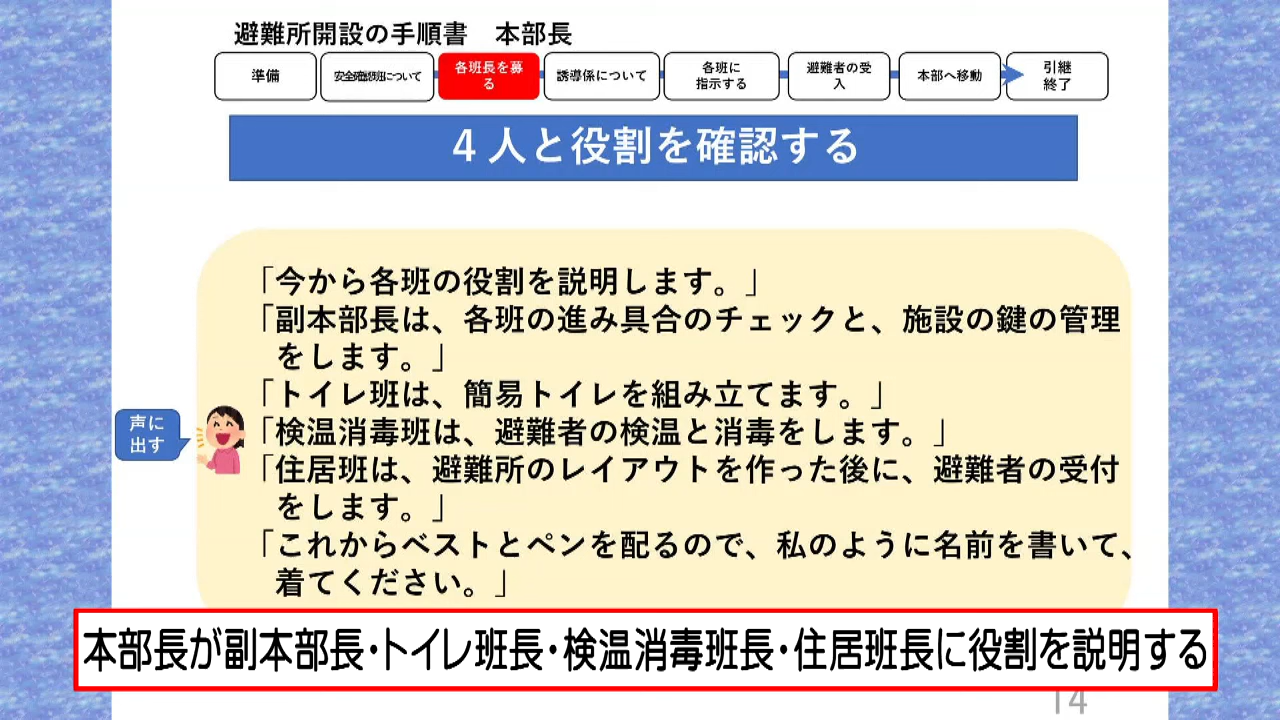 避難所開設の手順書　本部長
準備
安全確認班について
各班長を募
る
誘導係について
各班に
指示する
避難者の受
入
本部へ移動
引継
終了
４人と役割を確認する
「今から各班の役割を説明します。」
「副本部長は、各班の進み具合のチェックと、施設の鍵の管理
をします。」
「トイレ班は、簡易トイレを組み立てます。」
「検温消毒班は、避難者の検温と消毒をします。」
「住居班は、避難所のレイアウトを作った後に、避難者の受付
をします。」
「これからベストとペンを配るので、私のように名前を書いて、
着てください。」
声に
出す
本部長が副本部長・トイレ班長・検温消毒班長・住居班長に役割を説明する
14